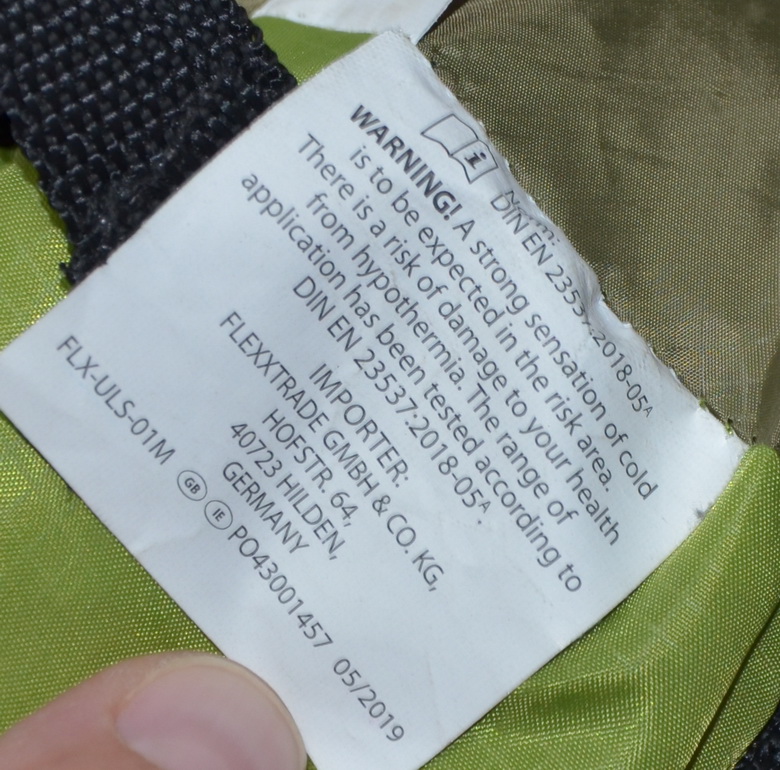 DIN EN 23537:2018-05ᴬ
WARNING! A strong sensation of cold
is to be expected in the risk area.
There is a risk of damage to your health
from hypothermia. The range of
application has been tested according to
DIN EN 23537:2018-05ᴬ.
IMPORTER:
FLEXXTRADE GMBH & CO. KG,
HOFSTR. 64,
40723 HILDEN,
GERMANY
FLX-ULS-01M GB IE PO43001457 05/2019